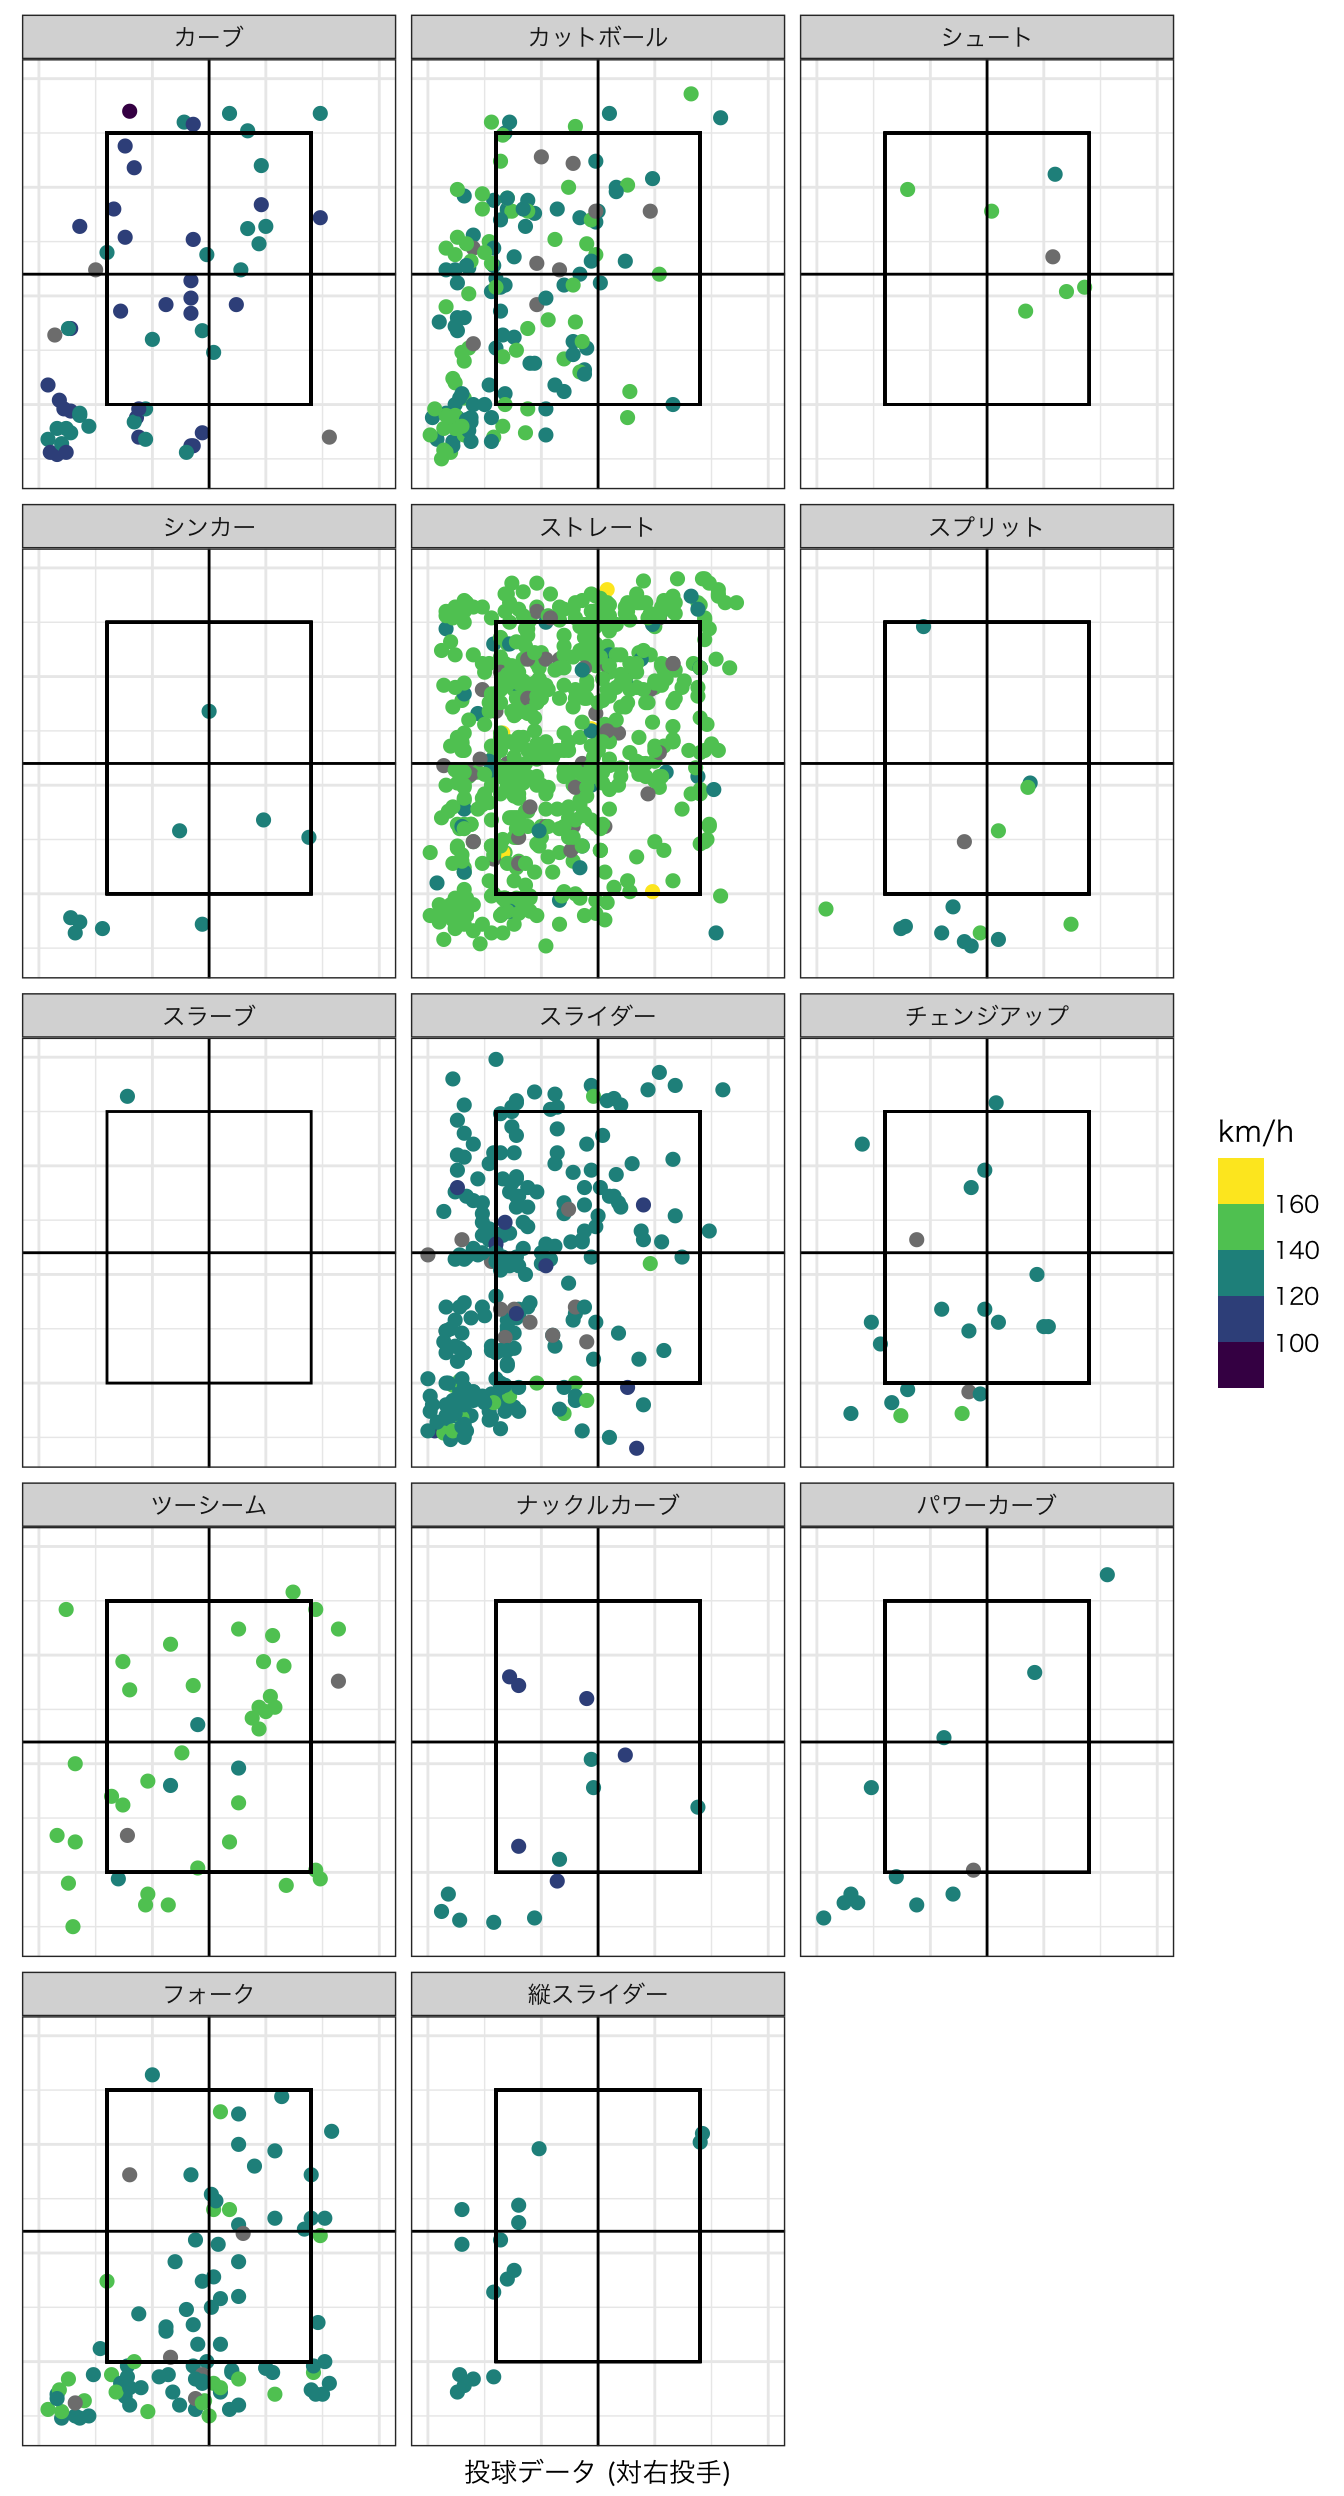 カーブ
カットボール
シュート
シンカー
ストレート
スプリット
スラーブ
スライダー
チェンジアップ
km/h
160
140
120
100
ツーシーム
ナックルカーブ
パワーカーブ
フォーク
縦スライダー
投球データ (対右投手)